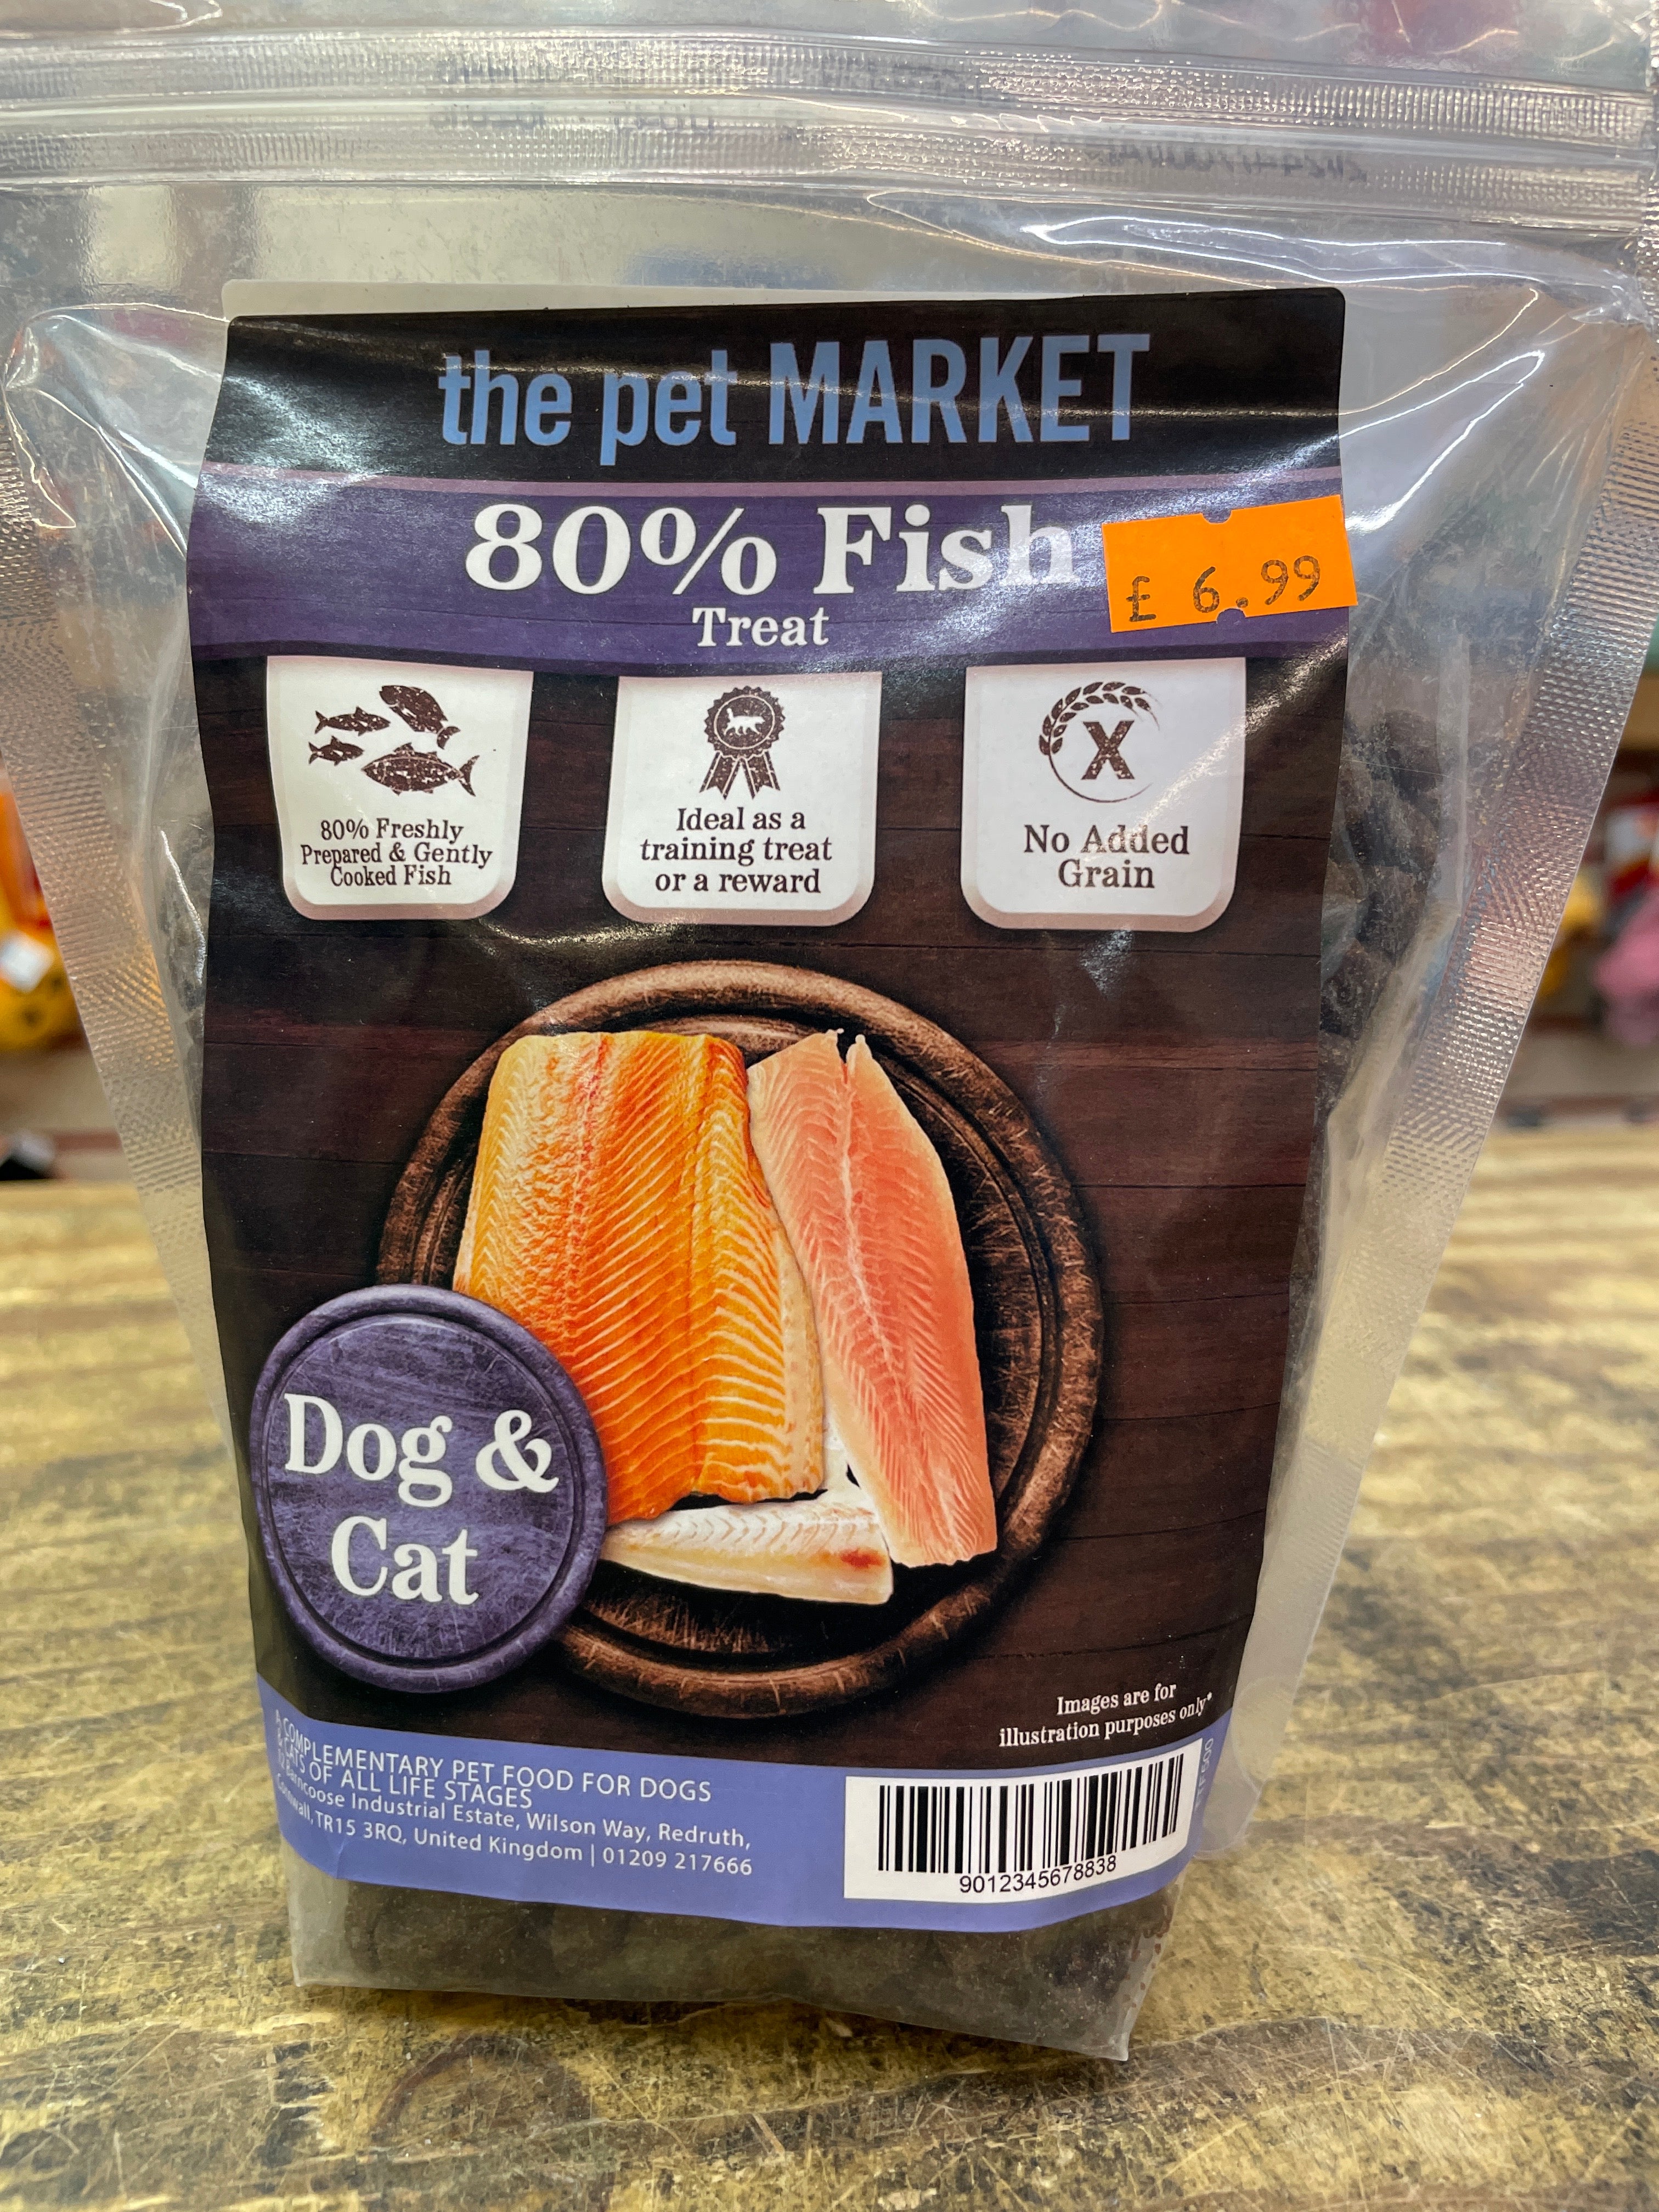 the pet MARKET
80% Fish
£ 6.99
Treat
80% Freshly
Prepared & Gently
Cooked Fish
Ideal as a
training treat
or a reward
X
No Added
Grain
Dog &
Cat
Images are for
illustration purposes only*
A COMPLEMENTARY PET FOOD FOR DOGS
& CATS OF ALL LIFE STAGES
Barncoose Industrial Estate, Wilson Way, Redruth,
Cornwall, TR15 3RQ, United Kingdom | 01209 217666
9012345678838